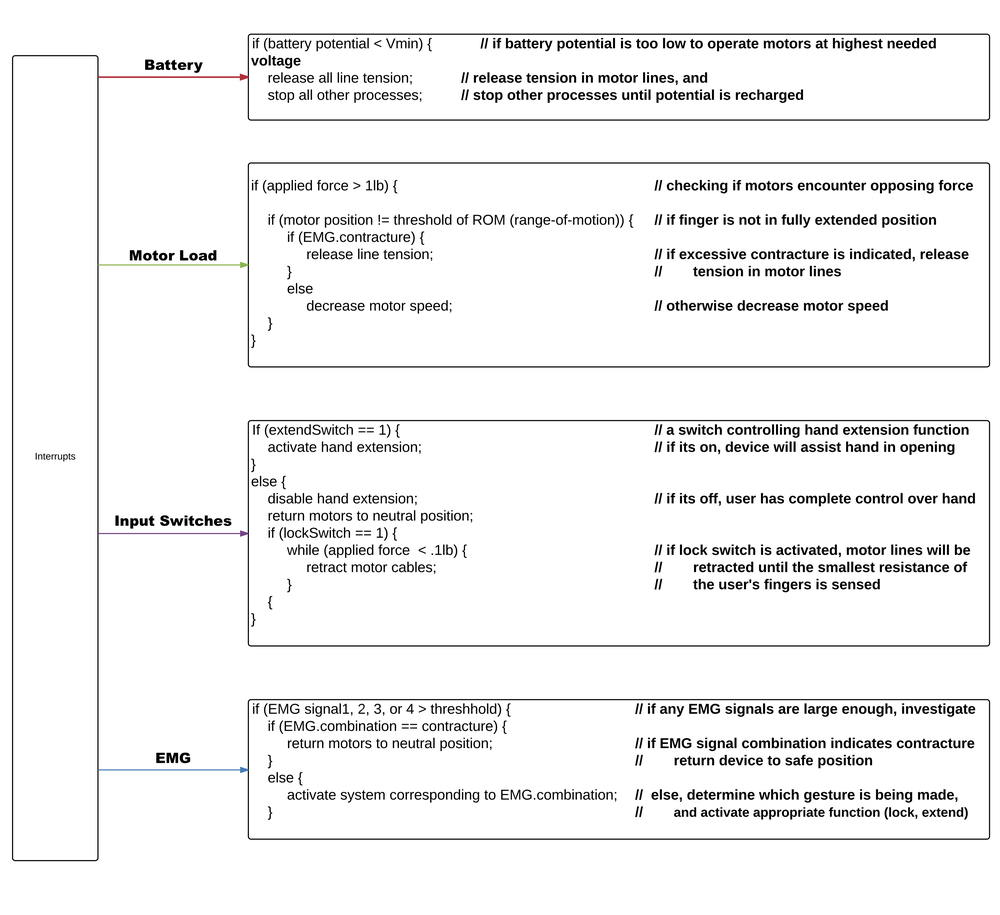 if (battery potential < Vmin) { // if battery potential is too low to operate motors at highest needed
voltage
Battery
release all line tension; // release tension in motor lines, and
stop all other processes; // stop other processes until potential is recharged
if (applied force > 1lb) { // checking if motors encounter opposing force
if (motor position != threshold of ROM (range-of-motion)) { // if finger is not in fully extended position
if (EMG.contracture) {
Motor Load
release line tension; // if excessive contracture is indicated, release
} // tension in motor lines
else
decrease motor speed; // otherwise decrease motor speed
}
}
If (extendSwitch == 1) { // a switch controlling hand extension function
activate hand extension; // if its on, device will assist hand in opening
Interrupts
}
else {
disable hand extension; // if its off, user has complete control over hand
return motors to neutral position;
Input Switches
if (lockSwitch == 1) {
while (applied force < .1lb) { // if lock switch is activated, motor lines will be
retract motor cables; // retracted until the smallest resistance of
} // the user's fingers is sensed
{
}
if (EMG signal1, 2, 3, or 4 > threshhold) { // if any EMG signals are large enough, investigate
if (EMG.combination == contracture) {
return motors to neutral position; // if EMG signal combination indicates contracture
EMG
} // return device to safe position
else {
activate system corresponding to EMG.combination; // else, determine which gesture is being made,
} // and activate appropriate function (lock, extend)